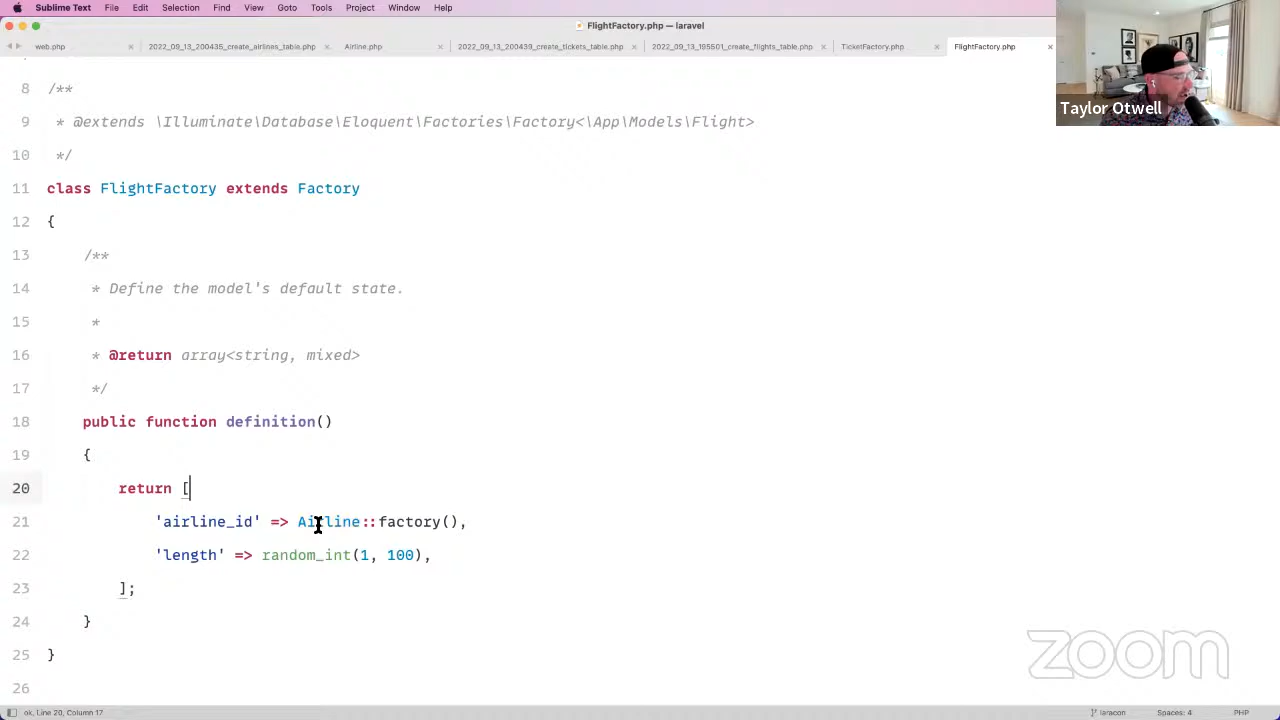 Sublime Text File Edit Selection Find View Goto Tools Project Window Help
FlightFactory.php — laravel
web.php 2022_09_13_200435_create_airlines_table.php Airline.php 2022_09_13_200439_create_tickets_table.php 2022_09_13_195501_create_flights_table.php TicketFactory.php FlightFactory.php
Taylor Otwell
8 /**
9 * @extends \Illuminate\Database\Eloquent\Factories\Factory<\App\Models\Flight>
10 */
11 class FlightFactory extends Factory
12 {
13 /**
14 * Define the model's default state.
15 *
16 * @return array<string, mixed>
17 */
18 public function definition()
19 {
20 return [
21 'airline_id' => Airline::factory(),
22 'length' => random_int(1, 100),
23 ];
24 }
25 }
26
zoom
ok, Line 20, Column 17 laracon Spaces: 4 PHP